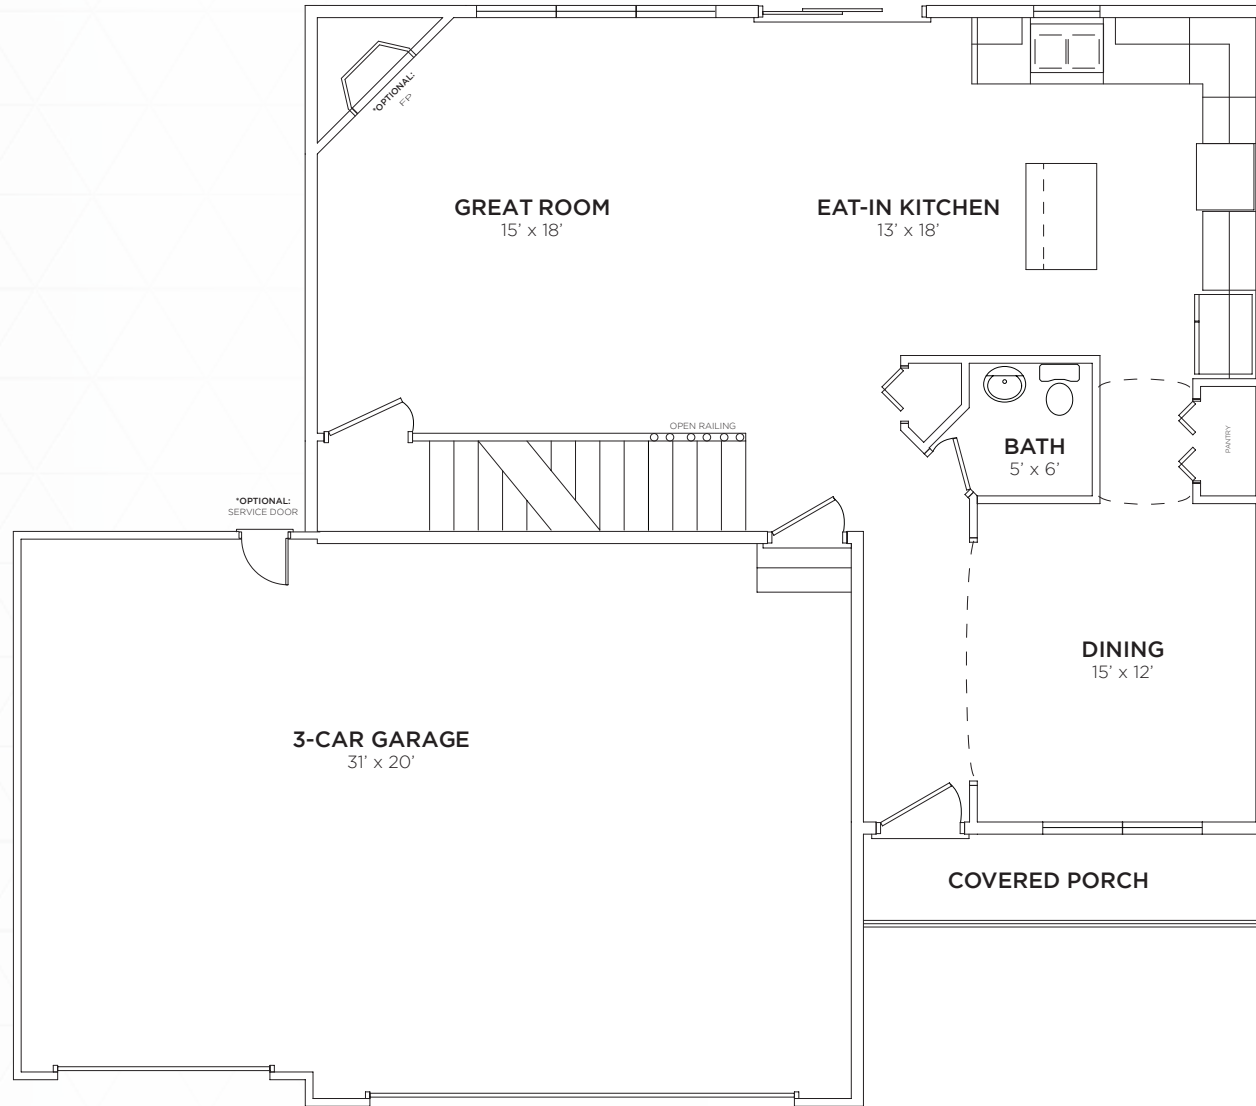 *OPTIONAL:
FP
GREAT ROOM
15' x 18'
EAT-IN KITCHEN
13' x 18'
OPEN RAILING
BATH
5' x 6'
PANTRY
*OPTIONAL:
SERVICE DOOR
DINING
15' x 12'
3-CAR GARAGE
31' x 20'
COVERED PORCH